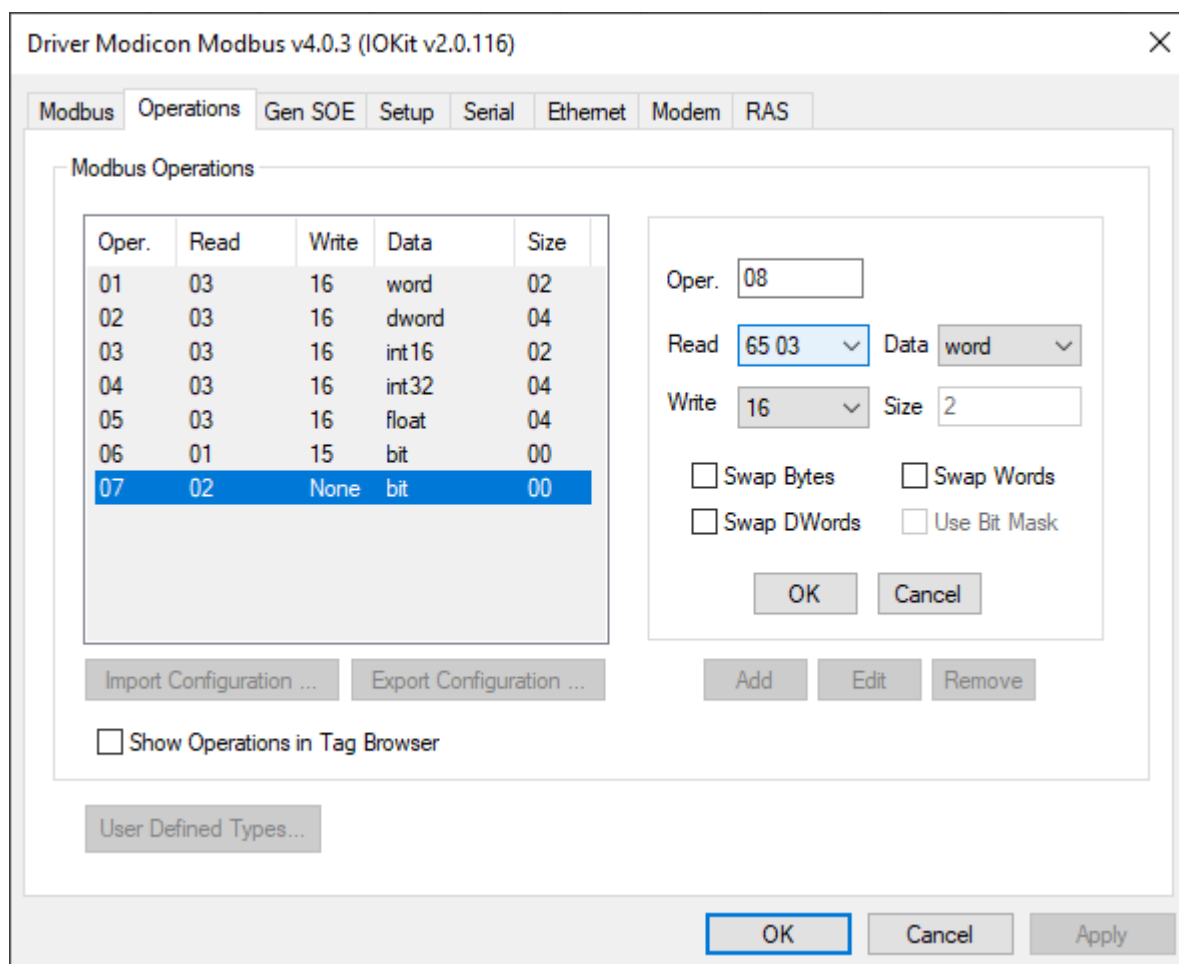 Driver Modicon Modbus v4.0.3 (IOKit v2.0.116)
Modbus Operations Gen SOE Setup Serial Ethernet Modem RAS
Modbus Operations
Oper. Read Write Data Size
01 03 16 word 02
02 03 16 dword 04
03 03 16 int16 02
04 03 16 int32 04
05 03 16 float 04
06 01 15 bit 00
07 02 None bit 00
Oper. 08
Read 65 03 Data word
Write 16 Size 2
Swap Bytes Swap Words
Swap DWords Use Bit Mask
OK Cancel
Import Configuration ... Export Configuration ... Add Edit Remove
Show Operations in Tag Browser
User Defined Types...
OK Cancel Apply